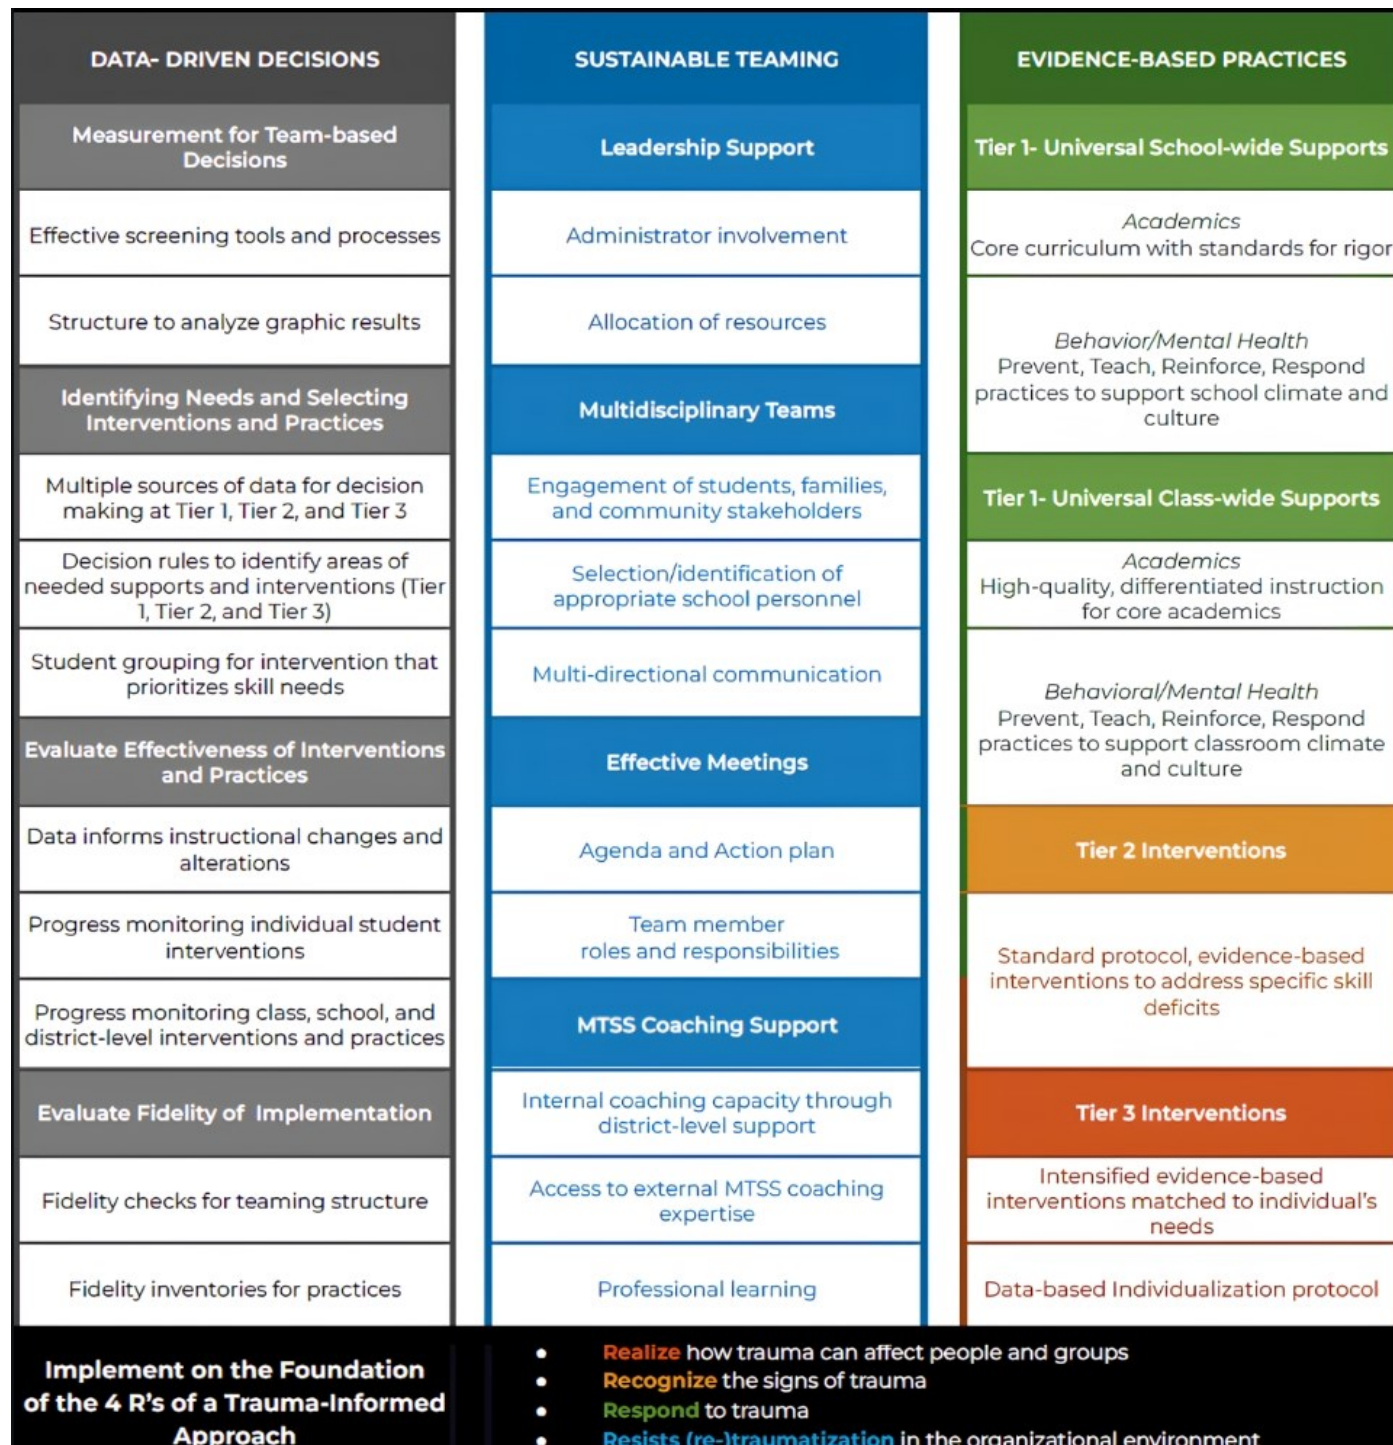 DATA- DRIVEN DECISIONS
Measurement for Team-based
Decisions
Effective screening tools and processes
Structure to analyze graphic results
Identifying Needs and Selecting
Interventions and Practices
Multiple sources of data for decision
making at Tier 1, Tier 2, and Tier 3
Decision rules to identify areas of
needed supports and interventions (Tier
1, Tier 2, and Tier 3)
Student grouping for intervention that
prioritizes skill needs
Evaluate Effectiveness of Interventions
and Practices
Data informs instructional changes and
alterations
Progress monitoring individual student
interventions
Progress monitoring class, school, and
district-level interventions and practices
Evaluate Fidelity of Implementation
Fidelity checks for teaming structure
Fidelity inventories for practices
SUSTAINABLE TEAMING
Leadership Support
Administrator involvement
Allocation of resources
Multidisciplinary Teams
Engagement of students, families,
and community stakeholders
Selection/identification of
appropriate school personnel
Multi-directional communication
Effective Meetings
Agenda and Action plan
Team member
roles and responsibilities
MTSS Coaching Support
Internal coaching capacity through
district-level support
Access to external MTSS coaching
expertise
Professional learning
EVIDENCE-BASED PRACTICES
Tier 1- Universal School-wide Supports
Academics
Core curriculum with standards for rigor
Behavior/Mental Health
Prevent, Teach, Reinforce, Respond
practices to support school climate and
culture
Tier 1- Universal Class-wide Supports
Academics
High-quality, differentiated instruction
for core academics
Behavioral/Mental Health
Prevent, Teach, Reinforce, Respond
practices to support classroom climate
and culture
Tier 2 Interventions
Standard protocol, evidence-based
interventions to address specific skill
deficits
Tier 3 Interventions
Intensified evidence-based
interventions matched to individual's
needs
Data-based Individualization protocol
Implement on the Foundation
of the 4 R's of a Trauma-Informed
Approach
• Realize how trauma can affect people and groups
• Recognize the signs of trauma
• Respond to trauma
• Resists (re-)traumatization in the organizational environment